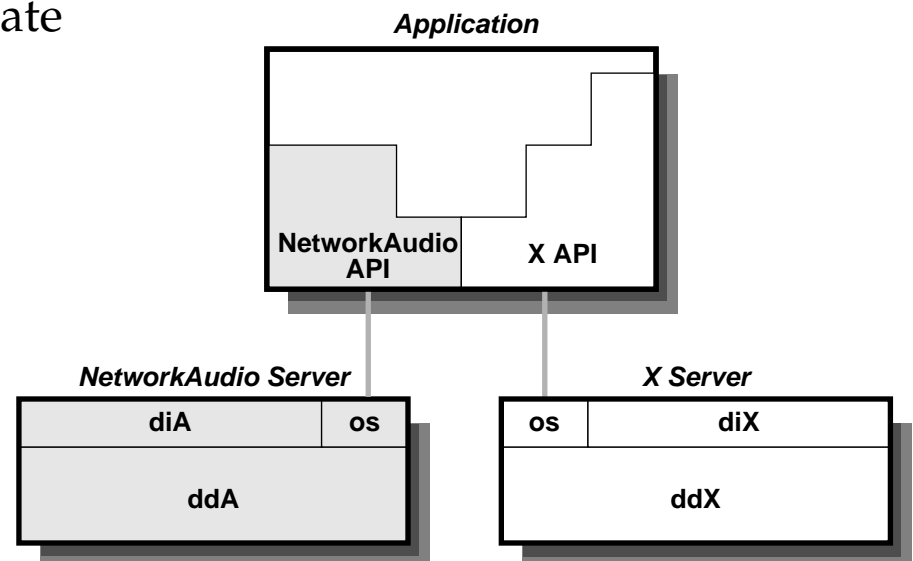 ate
Application
NetworkAudio
API
X API
NetworkAudio Server
X Server
diA
os
os
diX
ddA
ddX